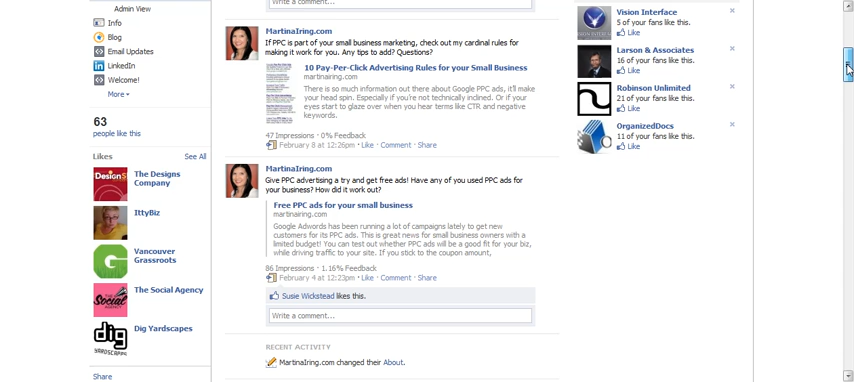 Admin View
Info
Blog
Email Updates
LinkedIn
Welcome!
More
63
people like this
Likes See All
The Designs
Company
IttyBiz
Vancouver
Grassroots
The Social Agency
Dig Yardscapes
Share
Write a comment...
MartinaIring.com
If PPC is part of your small business marketing, check out my cardinal rules for
making it work for you. Any tips to add? Questions?
10 Pay-Per-Click Advertising Rules for your Small Business
martinairing.com
There is so much information out there about Google PPC ads, it'll make
your head spin. Especially if you're not technically inclined. Or if your
eyes start to glaze over when you hear terms like CTR and negative
keywords.
47 Impressions · 0% Feedback
February 8 at 12:26pm · Like · Comment · Share
MartinaIring.com
Give PPC advertising a try and get free ads! Have any of you used PPC ads for
your business? How did it work out?
Free PPC ads for your small business
martinairing.com
Google Adwords has been running a lot of campaigns lately to get new
customers for its PPC ads. This is great news for small business owners with a
limited budget! You can test out whether PPC ads will be a good fit for your biz,
while driving traffic to your site. If you stick to the coupon amount,
86 Impressions · 1.16% Feedback
February 4 at 12:23pm · Like · Comment · Share
Susie Wickstead likes this.
Write a comment...
RECENT ACTIVITY
MartinaIring.com changed their About.
Vision Interface
5 of your fans like this.
Like
Larson & Associates
16 of your fans like this.
Like
Robinson Unlimited
21 of your fans like this.
Like
OrganizedDocs
11 of your fans like this.
Like